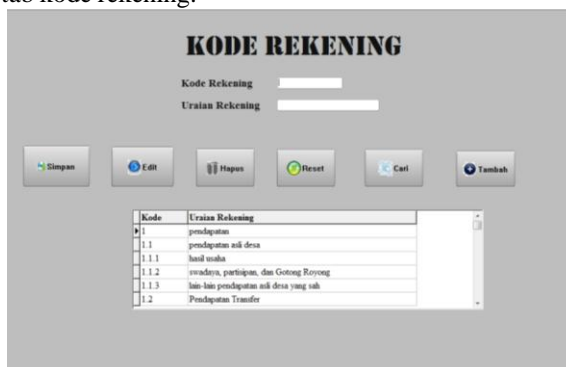 tab kode rekening.
KODE REKENING
Kode Rekening
Uraian Rekening
Simpan Edit Hapus Reset Cari Tambah
Kode Uraian Rekening
1 pendapatan
1.1 pendapatan asli desa
1.1.1 hasil usaha
1.1.2 swadaya, partisipan, dan Gotong Royong
1.1.3 lain-lain pendapatan asli desa yang sah
1.2 Pendapatan Transfer